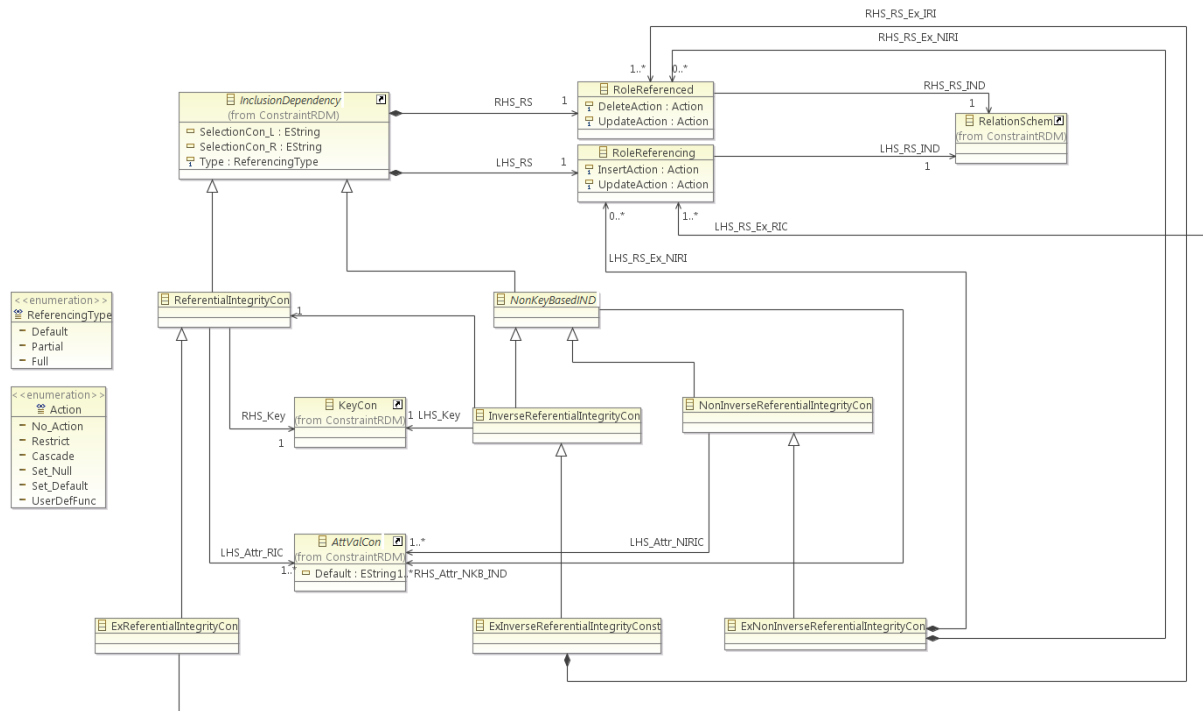 RHS_RS_Ex_IRI
RHS_RS_Ex_NIRI
1..*
0..*
InclusionDependency
(from ConstraintRDM)
SelectionCon_L : EString
SelectionCon_R : EString
Type : ReferencingType
RHS_RS
1
RoleReferenced
DeleteAction : Action
UpdateAction : Action
RHS_RS_IND
1
RelationSchem
(from ConstraintRDM)
LHS_RS
1
RoleReferencing
InsertAction : Action
UpdateAction : Action
LHS_RS_IND
1
0..*
1..*
LHS_RS_Ex_RIC
LHS_RS_Ex_NIRI
<<enumeration>>
ReferencingType
Default
Partial
Full
ReferentialIntegrityCon
1
NonKeyBasedIND
<<enumeration>>
Action
No_Action
Restrict
Cascade
Set_Null
Set_Default
UserDefFunc
RHS_Key
1
KeyCon
(from ConstraintRDM)
1
LHS_Key
InverseReferentialIntegrityCon
NonInverseReferentialIntegrityCon
LHS_Attr_RIC
1..*
AttValCon
(from ConstraintRDM)
Default : EString
1..*
LHS_Attr_NIRIC
1..*
RHS_Attr_NKB_IND
ExReferentialIntegrityCon
ExInverseReferentialIntegrityConst
ExNonInverseReferentialIntegrityCon